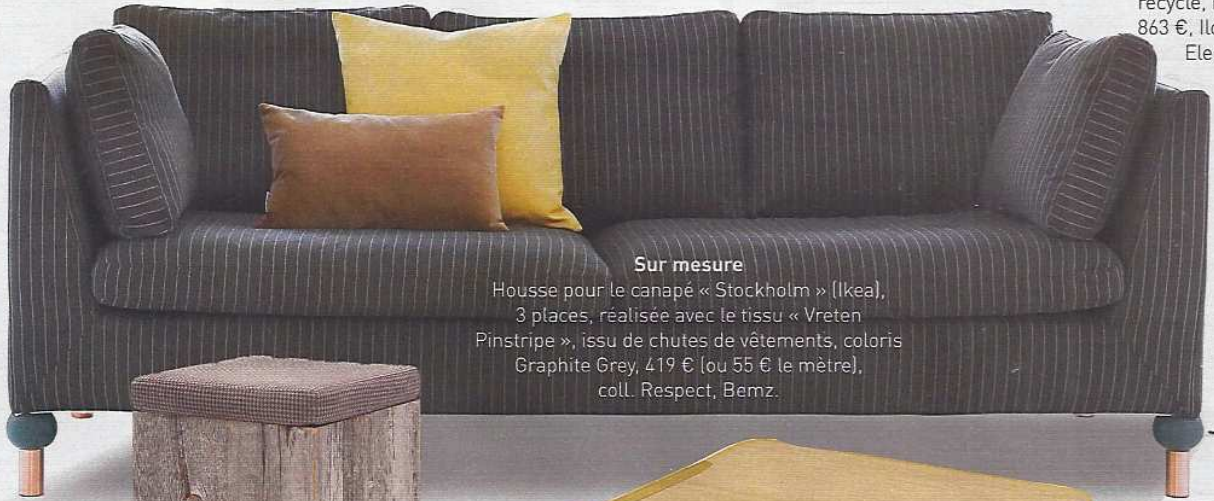 recyclé,
863 €,
Sur mesure
Housse pour le canapé « Stockholm » (Ikea),
3 places, réalisée avec le tissu « Vreten
Pinstripe », issu de chutes de vêtements, coloris
Graphite Grey, 419 € (ou 55 € le mètre),
coll. Respect, Bemz.